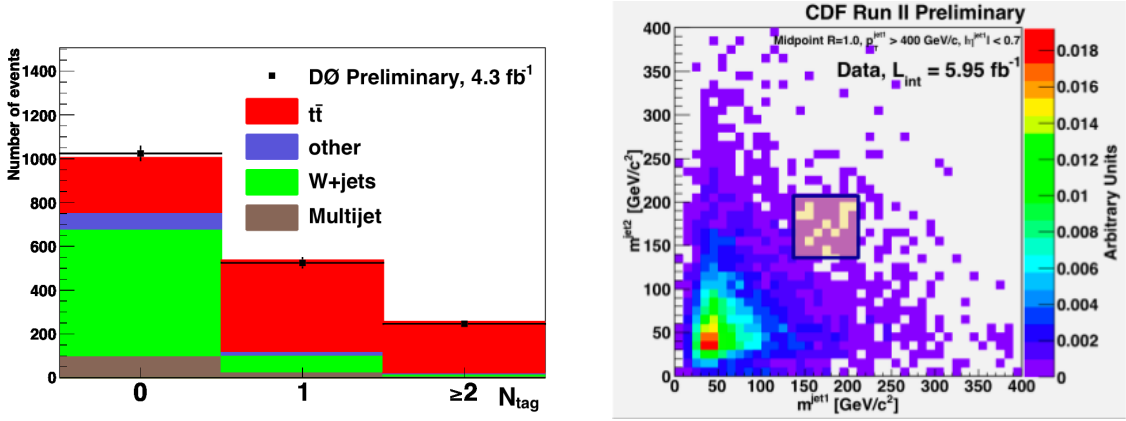 Number of events
1400
1200
1000
800
600
400
200
0
DØ Preliminary, 4.3 fb⁻¹
tt̄
other
W+jets
Multijet
0 1 ≥2 N_tag
CDF Run II Preliminary
Midpoint R=1.0, p_T^jet1 > 400 GeV/c, |η^jet1| < 0.7
Data, L_int = 5.95 fb⁻¹
m^jet2 [GeV/c²]
400
350
300
250
200
150
100
50
0
0 50 100 150 200 250 300 350 400
m^jet1 [GeV/c²]
0.018
0.016
0.014
0.012
0.01
0.008
0.006
0.004
0.002
0
Arbitrary Units